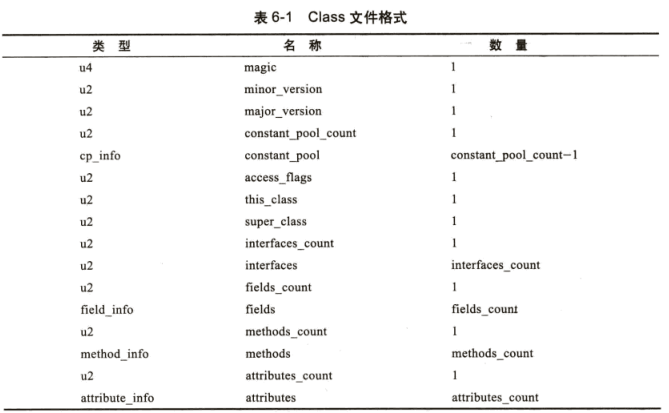 表 6-1 Class 文件格式
类 型 名 称 数 量
u4 magic 1
u2 minor_version 1
u2 major_version 1
u2 constant_pool_count 1
cp_info constant_pool constant_pool_count−1
u2 access_flags 1
u2 this_class 1
u2 super_class 1
u2 interfaces_count 1
u2 interfaces interfaces_count
u2 fields_count 1
field_info fields fields_count
u2 methods_count 1
method_info methods methods_count
u2 attributes_count 1
attribute_info attributes attributes_count